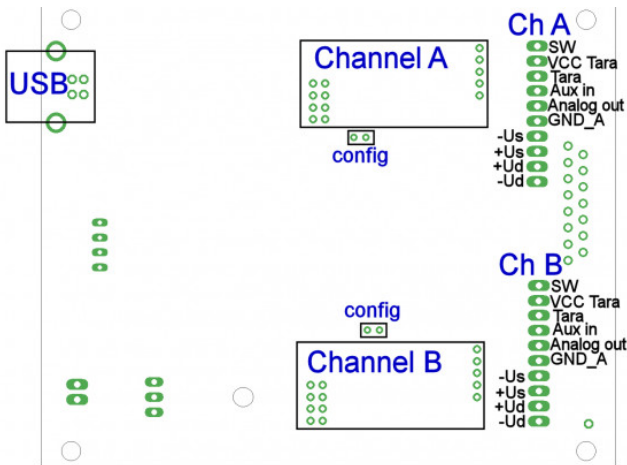 USB
Channel A
config
Ch A
SW
VCC Tara
Tara
Aux in
Analog out
GND_A
-Us
+Us
+Ud
-Ud
config
Channel B
Ch B
SW
VCC Tara
Tara
Aux in
Analog out
GND_A
-Us
+Us
+Ud
-Ud